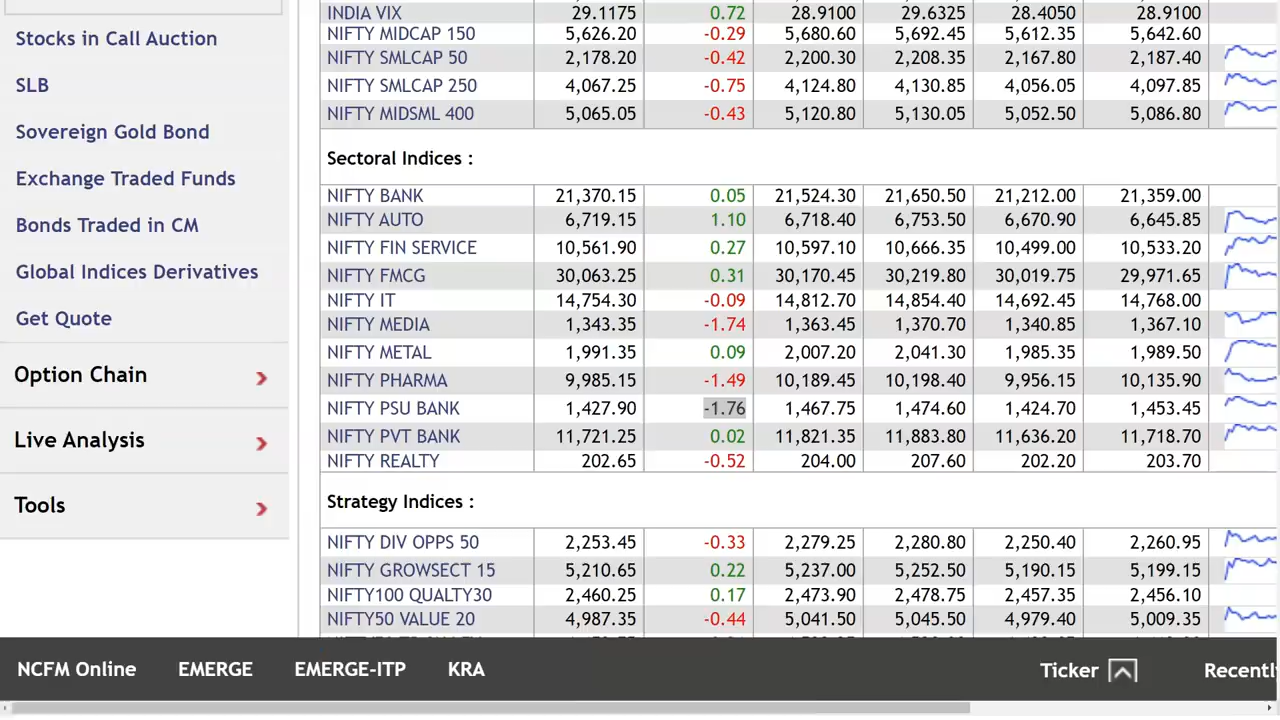 INDIA VIX 29.1175 0.72 28.9100 29.6325 28.4050 28.9100
Stocks in Call Auction
NIFTY MIDCAP 150 5,626.20 -0.29 5,680.60 5,692.45 5,612.35 5,642.60
NIFTY SMLCAP 50 2,178.20 -0.42 2,200.30 2,208.35 2,167.80 2,187.40
SLB
NIFTY SMLCAP 250 4,067.25 -0.75 4,124.80 4,130.85 4,056.05 4,097.85
NIFTY MIDSML 400 5,065.05 -0.43 5,120.80 5,130.05 5,052.50 5,086.80
Sovereign Gold Bond
Sectoral Indices :
Exchange Traded Funds
NIFTY BANK 21,370.15 0.05 21,524.30 21,650.50 21,212.00 21,359.00
NIFTY AUTO 6,719.15 1.10 6,718.40 6,753.50 6,670.90 6,645.85
Bonds Traded in CM
NIFTY FIN SERVICE 10,561.90 0.27 10,597.10 10,666.35 10,499.00 10,533.20
Global Indices Derivatives
NIFTY FMCG 30,063.25 0.31 30,170.45 30,219.80 30,019.75 29,971.65
NIFTY IT 14,754.30 -0.09 14,812.70 14,854.40 14,692.45 14,768.00
Get Quote
NIFTY MEDIA 1,343.35 -1.74 1,363.45 1,370.70 1,340.85 1,367.10
NIFTY METAL 1,991.35 0.09 2,007.20 2,041.30 1,985.35 1,989.50
Option Chain
NIFTY PHARMA 9,985.15 -1.49 10,189.45 10,198.40 9,956.15 10,135.90
NIFTY PSU BANK 1,427.90 -1.76 1,467.75 1,474.60 1,424.70 1,453.45
Live Analysis
NIFTY PVT BANK 11,721.25 0.02 11,821.35 11,883.80 11,636.20 11,718.70
NIFTY REALTY 202.65 -0.52 204.00 207.60 202.20 203.70
Tools
Strategy Indices :
NIFTY DIV OPPS 50 2,253.45 -0.33 2,279.25 2,280.80 2,250.40 2,260.95
NIFTY GROWSECT 15 5,210.65 0.22 5,237.00 5,252.50 5,190.15 5,199.15
NIFTY100 QUALTY30 2,460.25 0.17 2,473.90 2,478.75 2,457.35 2,456.10
NIFTY50 VALUE 20 4,987.35 -0.44 5,041.50 5,045.50 4,979.40 5,009.35
NCFM Online EMERGE EMERGE-ITP KRA Ticker Recently